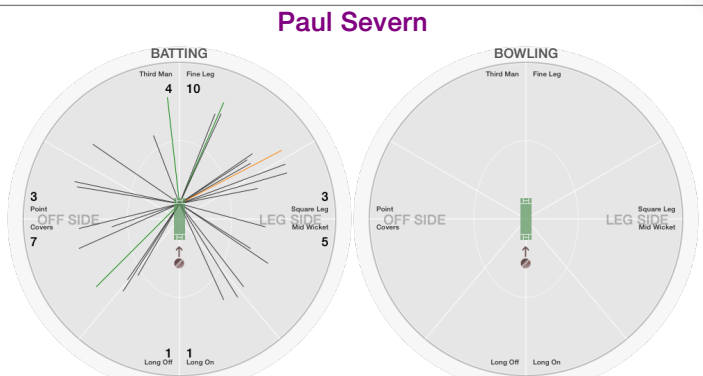 Paul Severn
BATTING
Third Man Fine Leg
4 10
3
Point
OFF SIDE
Covers
7
3
Square Leg
LEG SIDE
Mid Wicket
5
1 1
Long Off Long On
BOWLING
Third Man Fine Leg
Point
OFF SIDE
Covers
Square Leg
LEG SIDE
Mid Wicket
Long Off Long On